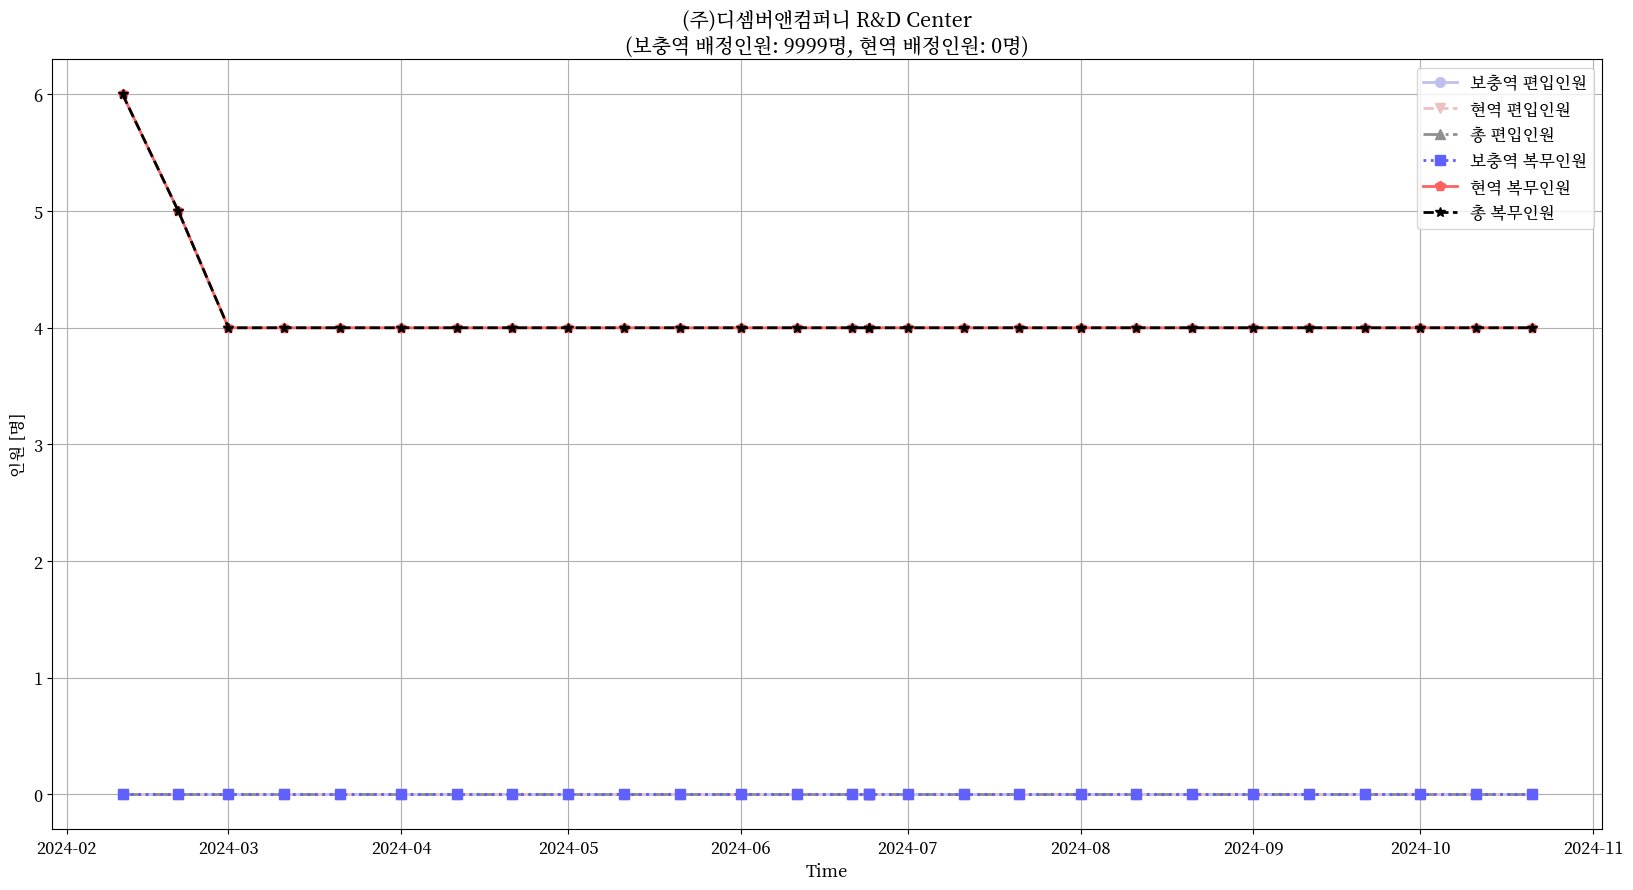 (주)디셈버앤컴퍼니 R&D Center
(보충역 배정인원: 9999명, 현역 배정인원: 0명)
보충역 편입인원
현역 편입인원
총 편입인원
보충역 복무인원
현역 복무인원
총 복무인원
인원 [명]
6
5
4
3
2
1
0
2024-02
2024-03
2024-04
2024-05
2024-06
2024-07
2024-08
2024-09
2024-10
2024-11
Time